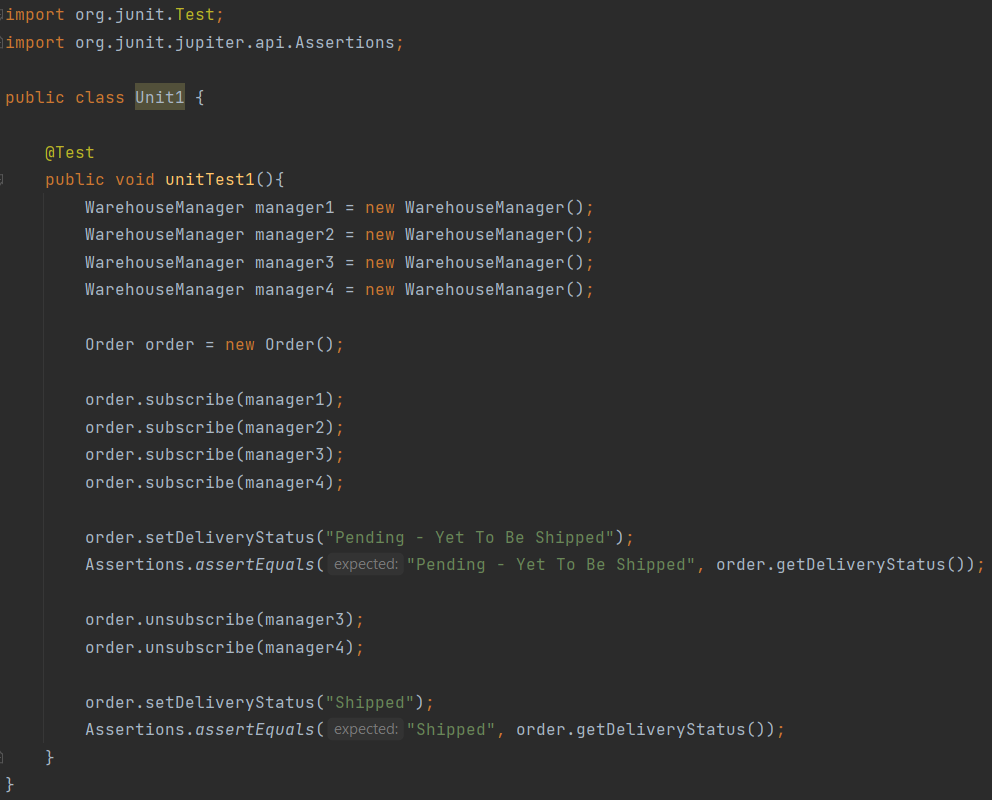 import org.junit.Test;
import org.junit.jupiter.api.Assertions;
public class Unit1 {
@Test
public void unitTest1(){
WarehouseManager manager1 = new WarehouseManager();
WarehouseManager manager2 = new WarehouseManager();
WarehouseManager manager3 = new WarehouseManager();
WarehouseManager manager4 = new WarehouseManager();
Order order = new Order();
order.subscribe(manager1);
order.subscribe(manager2);
order.subscribe(manager3);
order.subscribe(manager4);
order.setDeliveryStatus("Pending - Yet To Be Shipped");
Assertions.assertEquals( expected: "Pending - Yet To Be Shipped", order.getDeliveryStatus());
order.unsubscribe(manager3);
order.unsubscribe(manager4);
order.setDeliveryStatus("Shipped");
Assertions.assertEquals( expected: "Shipped", order.getDeliveryStatus());
}
}